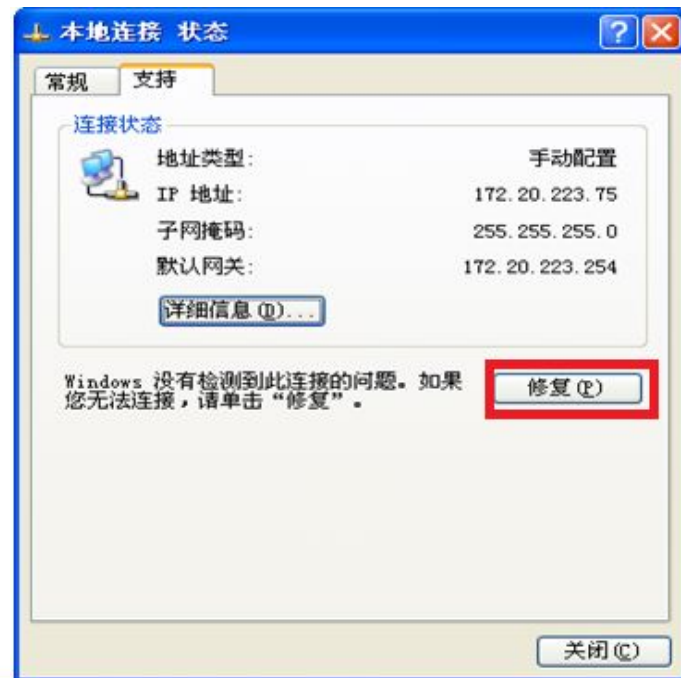 本地连接 状态
常规 支持
连接状态
地址类型: 手动配置
IP 地址: 172.20.223.75
子网掩码: 255.255.255.0
默认网关: 172.20.223.254
详细信息(D)...
Windows 没有检测到此连接的问题。如果
您无法连接，请单击“修复”。
修复(P)
关闭(C)